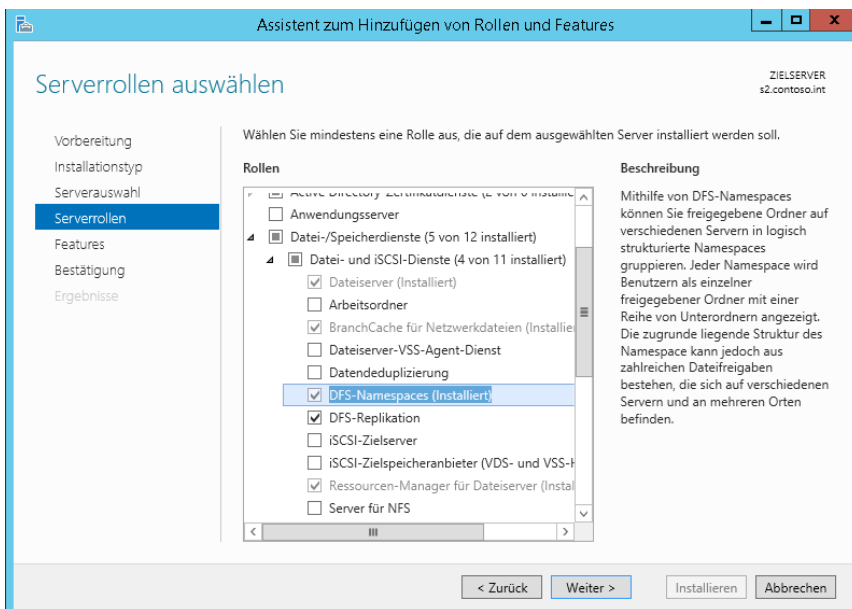 Assistent zum Hinzufügen von Rollen und Features
Serverrollen auswählen
ZIELSERVER
s2.contoso.int
Vorbereitung
Installationstyp
Serverauswahl
Serverrollen
Features
Bestätigung
Ergebnisse
Wählen Sie mindestens eine Rolle aus, die auf dem ausgewählten Server installiert werden soll.
Rollen
Active Directory-Zertifikatdienste (2 von 6 installie
Anwendungsserver
Datei-/Speicherdienste (5 von 12 installiert)
Datei- und iSCSI-Dienste (4 von 11 installiert)
Dateiserver (Installiert)
Arbeitsordner
BranchCache für Netzwerkdateien (Installie
Dateiserver-VSS-Agent-Dienst
Datendeduplizierung
DFS-Namespaces (Installiert)
DFS-Replikation
iSCSI-Zielserver
iSCSI-Zielspeicheranbieter (VDS- und VSS-H
Ressourcen-Manager für Dateiserver (Instal
Server für NFS
Beschreibung
Mithilfe von DFS-Namespaces
können Sie freigegebene Ordner auf
verschiedenen Servern in logisch
strukturierte Namespaces
gruppieren. Jeder Namespace wird
Benutzern als einzelner
freigegebener Ordner mit einer
Reihe von Unterordnern angezeigt.
Die zugrunde liegende Struktur des
Namespace kann jedoch aus
zahlreichen Dateifreigaben
bestehen, die sich auf verschiedenen
Servern und an mehreren Orten
befinden.
< Zurück
Weiter >
Installieren
Abbrechen